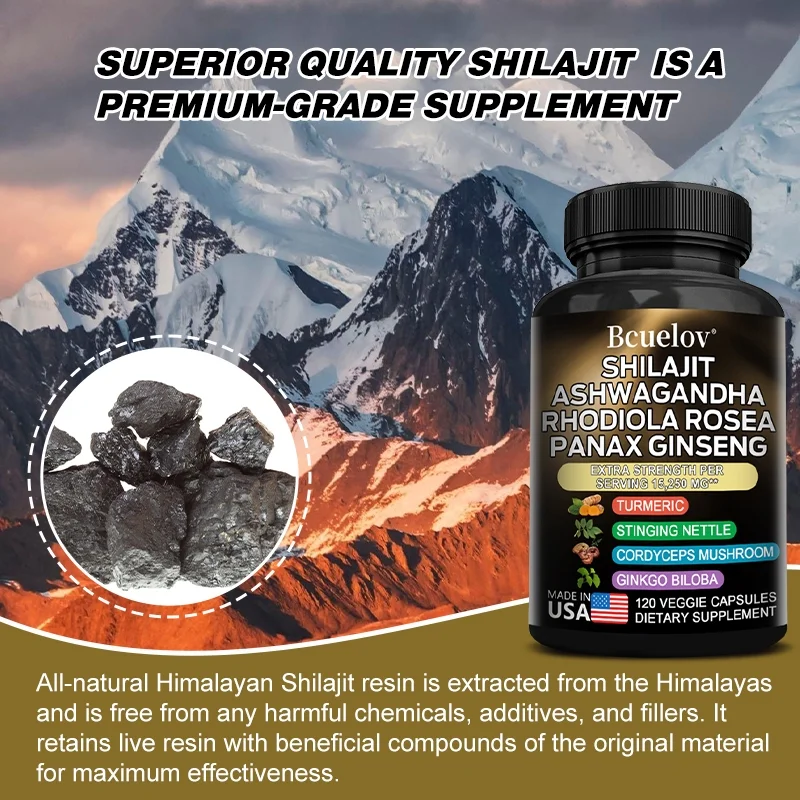 SUPERIOR QUALITY SHILAJIT IS A
PREMIUM-GRADE SUPPLEMENT
Bcuelov®
SHILAJIT
ASHWAGANDHA
RHODIOLA ROSEA
PANAX GINSENG
EXTRA STRENGTH PER
SERVING 15,250 MG**
TURMERIC
STINGING NETTLE
CORDYCEPS MUSHROOM
GINKGO BILOBA
MADE IN
USA
120 VEGGIE CAPSULES
DIETARY SUPPLEMENT
All-natural Himalayan Shilajit resin is extracted from the Himalayas
and is free from any harmful chemicals, additives, and fillers. It
retains live resin with beneficial compounds of the original material
for maximum effectiveness.